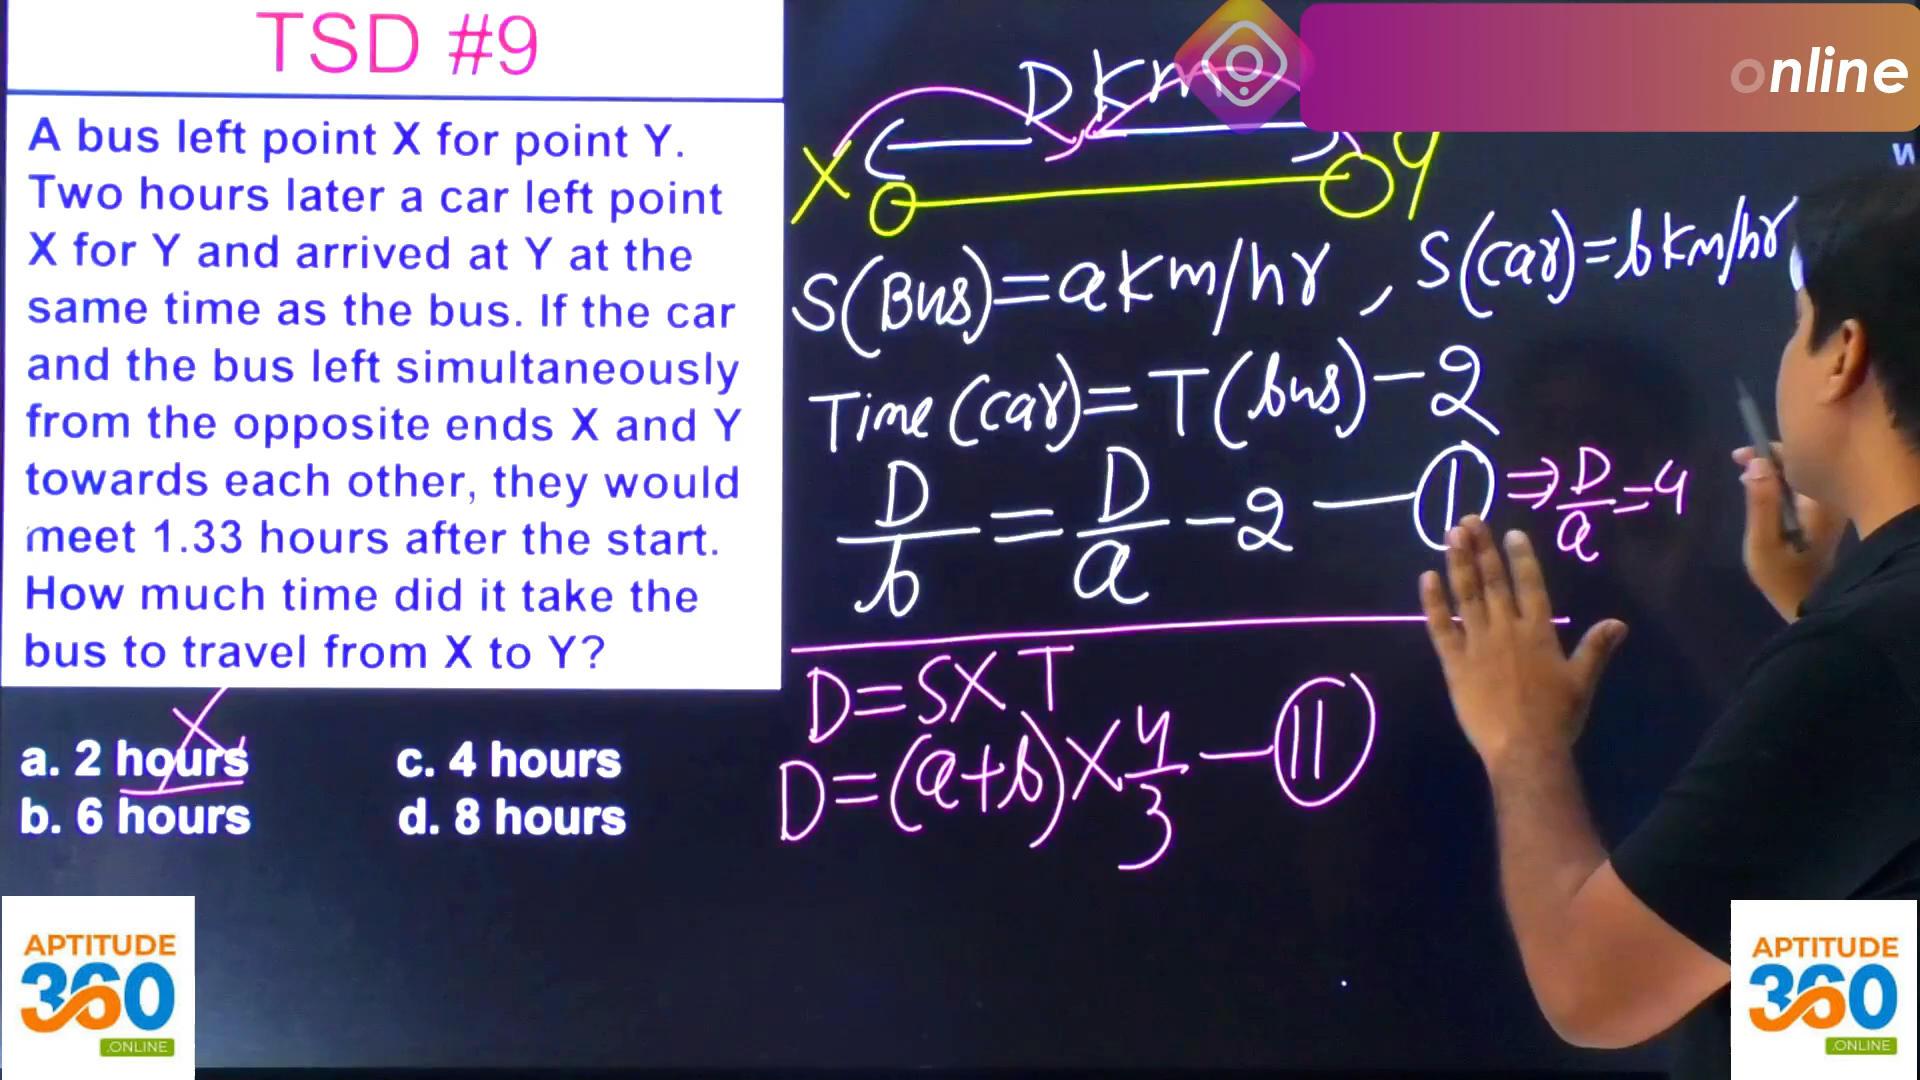 TSD #9
A bus left point X for point Y.
Two hours later a car left point
X for Y and arrived at Y at the
same time as the bus. If the car
and the bus left simultaneously
from the opposite ends X and Y
towards each other, they would
meet 1.33 hours after the start.
How much time did it take the
bus to travel from X to Y?
a. 2 hours
b. 6 hours
c. 4 hours
d. 8 hours
D Km
X Y
S(Bus)=a Km/hr , S(car)=b Km/hr
Time (car)=T(bus)-2
D/b = D/a - 2 — 1 ⇒ D/a = 4
D=S X T
D=(a+b) X 4/3 — 11
online
w
APTITUDE
360
.ONLINE
APTITUDE
360
.ONLINE